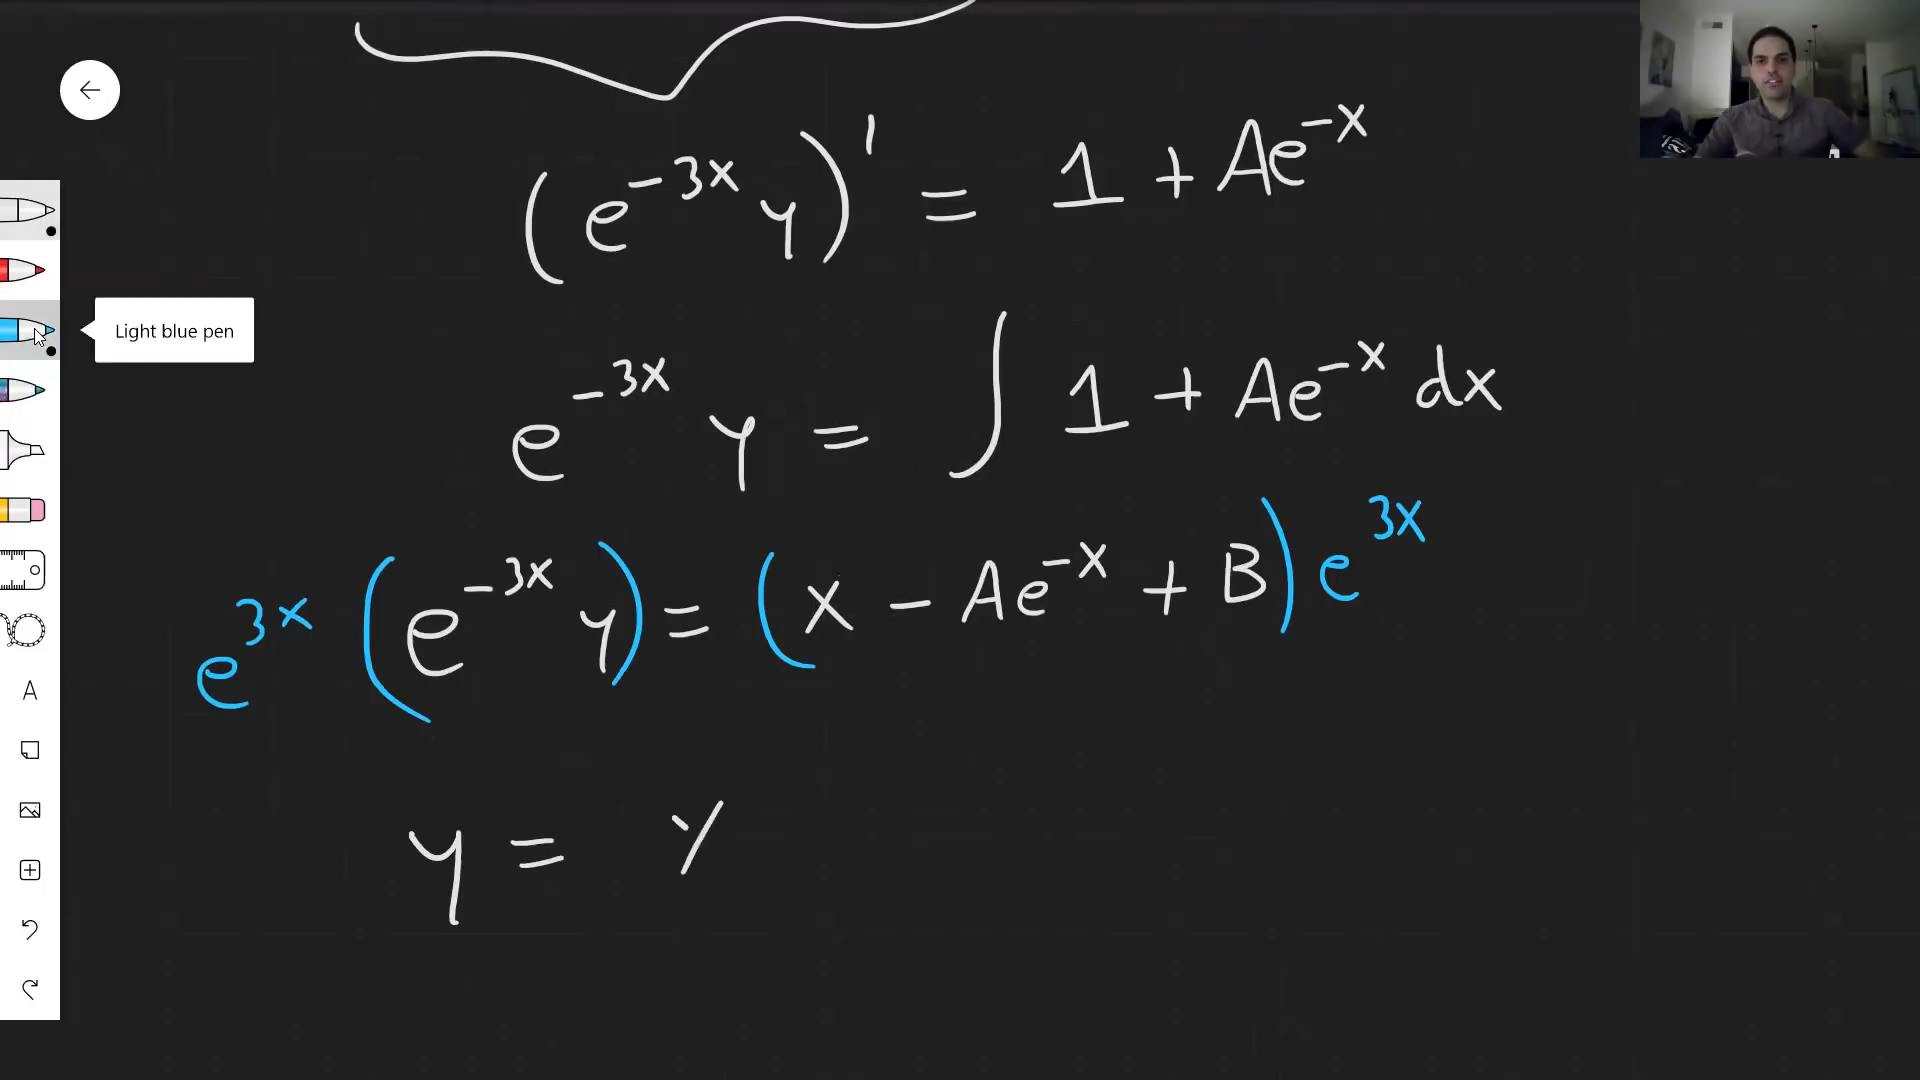 (e^{-3x} y)' = 1 + Ae^{-x}
Light blue pen
e^{-3x} y = ∫ 1 + Ae^{-x} dx
e^{3x} (e^{-3x} y) = (x - Ae^{-x} + B) e^{3x}
A
y =